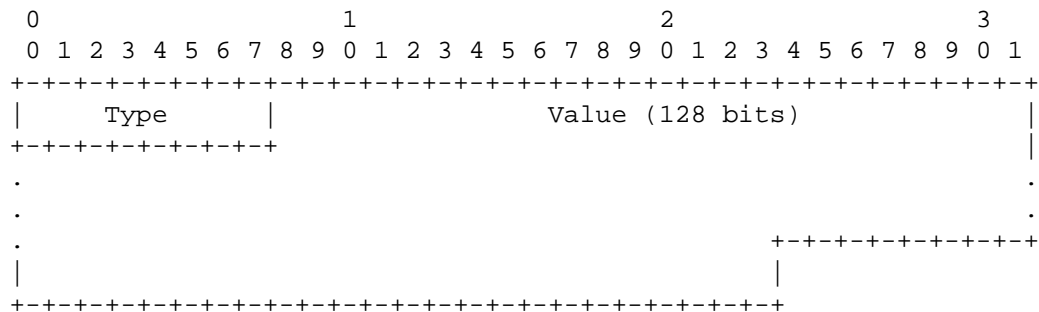 0                   1                   2                   3
 0 1 2 3 4 5 6 7 8 9 0 1 2 3 4 5 6 7 8 9 0 1 2 3 4 5 6 7 8 9 0 1
+-+-+-+-+-+-+-+-+-+-+-+-+-+-+-+-+-+-+-+-+-+-+-+-+-+-+-+-+-+-+-+-+
|     Type      |                 Value (128 bits)              |
+-+-+-+-+-+-+-+-+                                               |
.                                                               .
.                                                               .
.                                               +-+-+-+-+-+-+-+-+
|                                               |
+-+-+-+-+-+-+-+-+-+-+-+-+-+-+-+-+-+-+-+-+-+-+-+-+